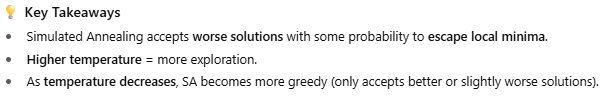 💡 Key Takeaways
• Simulated Annealing accepts worse solutions with some probability to escape local minima.
• Higher temperature = more exploration.
• As temperature decreases, SA becomes more greedy (only accepts better or slightly worse solutions).